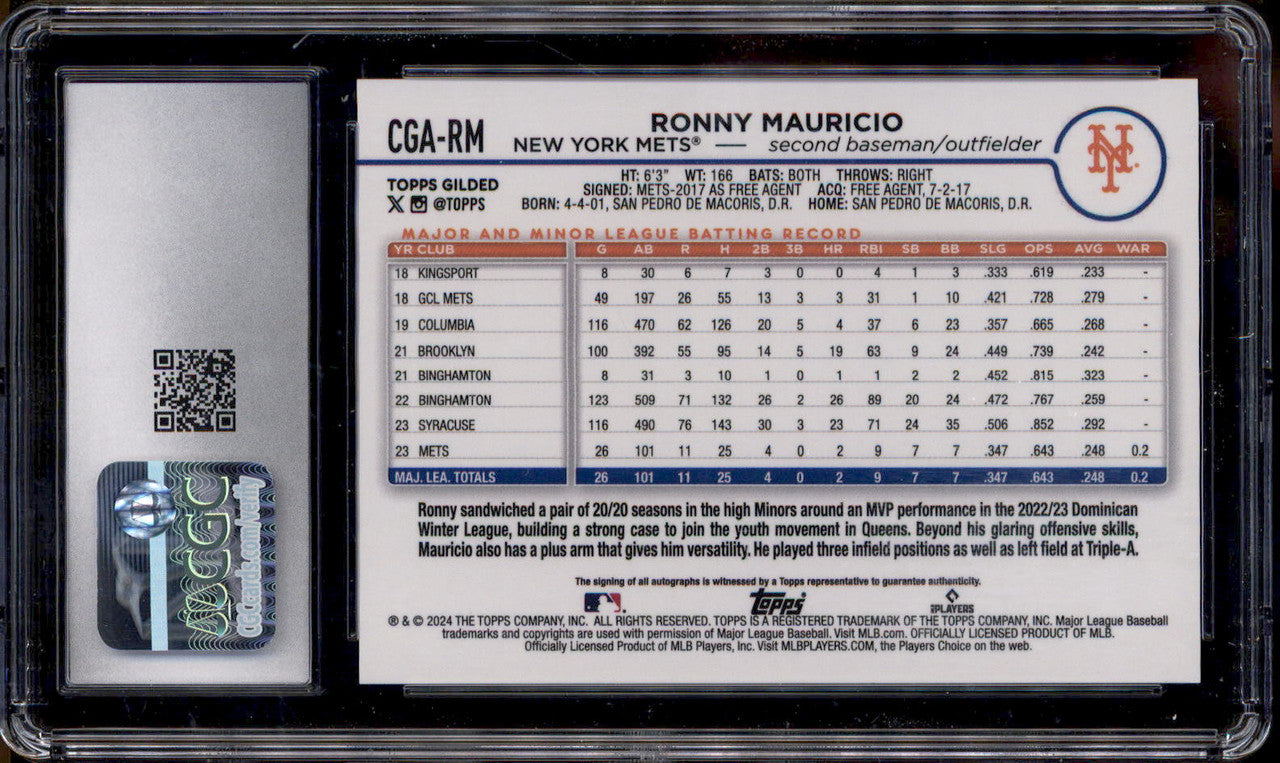 CGA-RM
RONNY MAURICIO
NEW YORK METS® — second baseman/outfielder
NY
TOPPS GILDED
X @TOPPS
HT: 6'3" WT: 166 BATS: BOTH THROWS: RIGHT
SIGNED: METS-2017 AS FREE AGENT ACQ: FREE AGENT, 7-2-17
BORN: 4-4-01, SAN PEDRO DE MACORIS, D.R. HOME: SAN PEDRO DE MACORIS, D.R.
MAJOR AND MINOR LEAGUE BATTING RECORD
YR CLUB G AB R H 2B 3B HR RBI SB BB SLG OPS AVG WAR
18 KINGSPORT 8 30 6 7 3 0 0 4 1 3 .333 .619 .233 -
18 GCL METS 49 197 26 55 13 3 3 31 1 10 .421 .728 .279 -
19 COLUMBIA 116 470 62 126 20 5 4 37 6 23 .357 .665 .268 -
21 BROOKLYN 100 392 55 95 14 5 19 63 9 24 .449 .739 .242 -
21 BINGHAMTON 8 31 3 10 1 0 1 1 2 2 .452 .815 .323 -
22 BINGHAMTON 123 509 71 132 26 2 26 89 20 24 .472 .767 .259 -
23 SYRACUSE 116 490 76 143 30 3 23 71 24 35 .506 .852 .292 -
23 METS 26 101 11 25 4 0 2 9 7 7 .347 .643 .248 0.2
MAJ. LEA. TOTALS 26 101 11 25 4 0 2 9 7 7 .347 .643 .248 0.2
Ronny sandwiched a pair of 20/20 seasons in the high Minors around an MVP performance in the 2022/23 Dominican
Winter League, building a strong case to join the youth movement in Queens. Beyond his glaring offensive skills,
Mauricio also has a plus arm that gives him versatility. He played three infield positions as well as left field at Triple-A.
The signing of all autographs is witnessed by a Topps representative to guarantee authenticity.
Topps
PLAYERS
® & © 2024 THE TOPPS COMPANY, INC. ALL RIGHTS RESERVED. TOPPS IS A REGISTERED TRADEMARK OF THE TOPPS COMPANY, INC. Major League Baseball
trademarks and copyrights are used with permission of Major League Baseball. Visit MLB.com. OFFICIALLY LICENSED PRODUCT OF MLB.
Officially Licensed Product of MLB Players, Inc. Visit MLBPLAYERS.COM, the Players Choice on the web.
CGC
CGCcards.com/verify